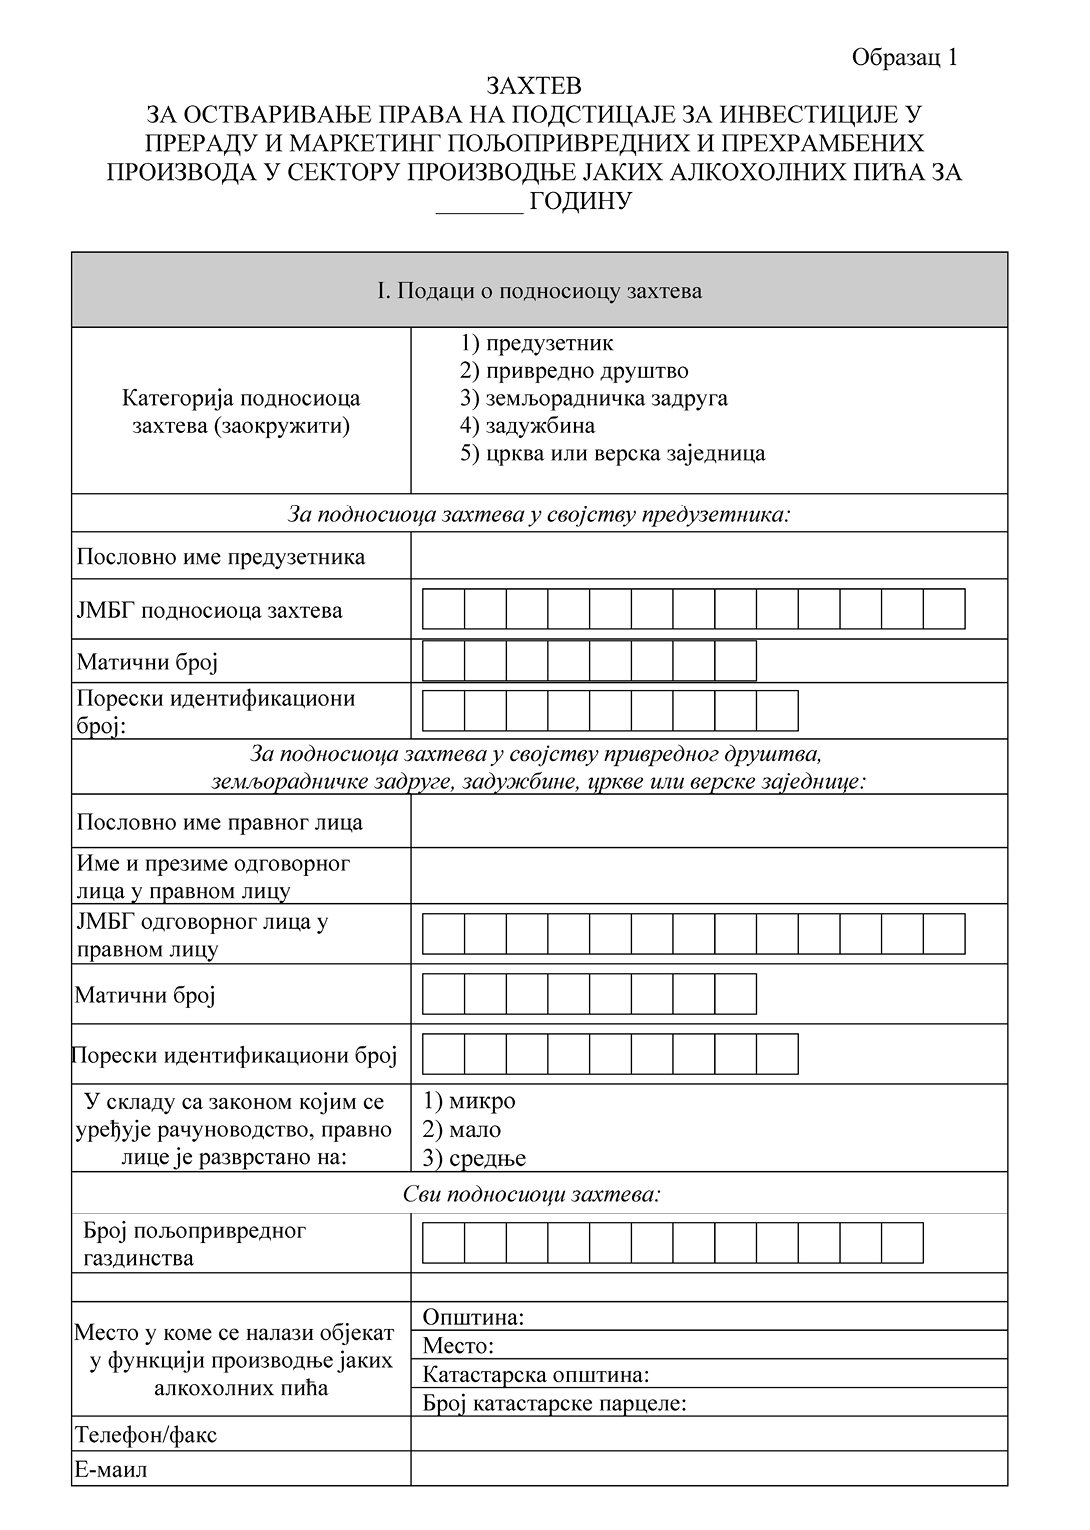 Образац 1
ЗАХТЕВ
ЗА ОСТВАРИВАЊЕ ПРАВА НА ПОДСТИЦАЈЕ ЗА ИНВЕСТИЦИЈЕ У
ПРЕРАДУ И МАРКЕТИНГ ПОЉОПРИВРЕДНИХ И ПРЕХРАМБЕНИХ
ПРОИЗВОДА У СЕКТОРУ ПРОИЗВОДЊЕ ЈАКИХ АЛКОХОЛНИХ ПИЋА ЗА
_______ ГОДИНУ
I. Подаци о подносиоцу захтева
Категорија подносиоца
захтева (заокружити)
1) предузетник
2) привредно друштво
3) земљорадничка задруга
4) задужбина
5) црква или верска заједница
За подносиоца захтева у својству предузетника:
Пословно име предузетника
ЈМБГ подносиоца захтева
Матични број
Порески идентификациони
број:
За подносиоца захтева у својству привредног друштва,
земљорадничке задруге, задужбине, цркве или верске заједнице:
Пословно име правног лица
Име и презиме одговорног
лица у правном лицу
ЈМБГ одговорног лица у
правном лицу
Матични број
Порески идентификациони број
У складу са законом којим се
уређује рачуноводство, правно
лице је разврстано на:
1) микро
2) мало
3) средње
Сви подносиоци захтева:
Број пољопривредног
газдинства
Место у коме се налази објекат
у функцији производње јаких
алкохолних пића
Општина:
Место:
Катастарска општина:
Број катастарске парцеле:
Телефон/факс
Е-маил